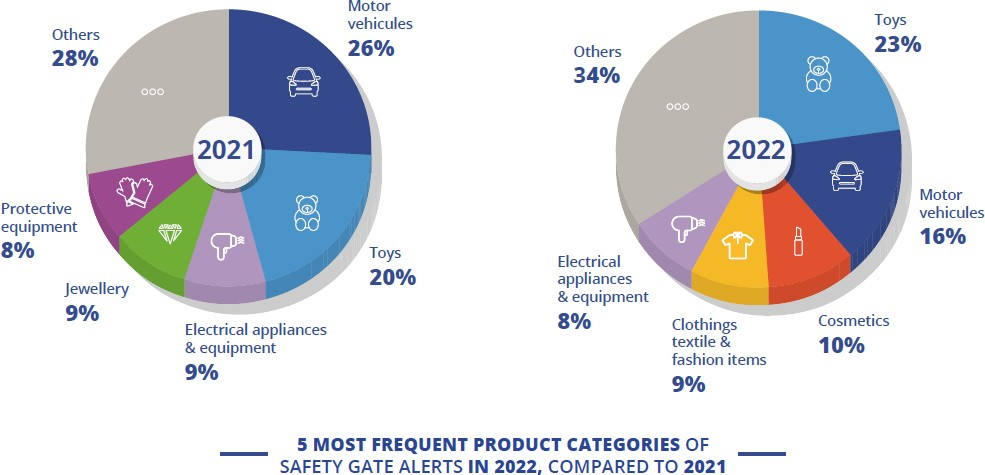 Motor
vehicules
26%
Others
28%
2021
Protective
equipment
8%
Jewellery
9%
Electrical appliances
& equipment
9%
Toys
20%
Toys
23%
Others
34%
2022
Motor
vehicules
16%
Electrical
appliances
& equipment
8%
Clothings
textile &
fashion items
9%
Cosmetics
10%
5 MOST FREQUENT PRODUCT CATEGORIES OF
SAFETY GATE ALERTS IN 2022, COMPARED TO 2021